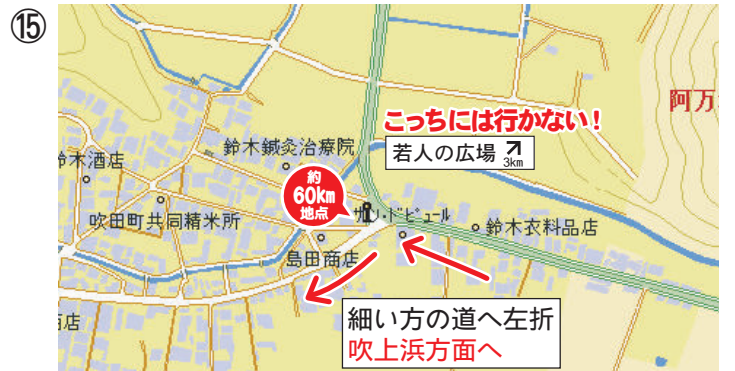 ⑮
阿万
こっちには行かない！
若人の広場
3km
鈴木鍼灸治療院
鈴木酒店
約
60km
地点
吹田町共同精米所
鈴木衣料品店
島田商店
細い方の道へ左折
吹上浜方面へ
店